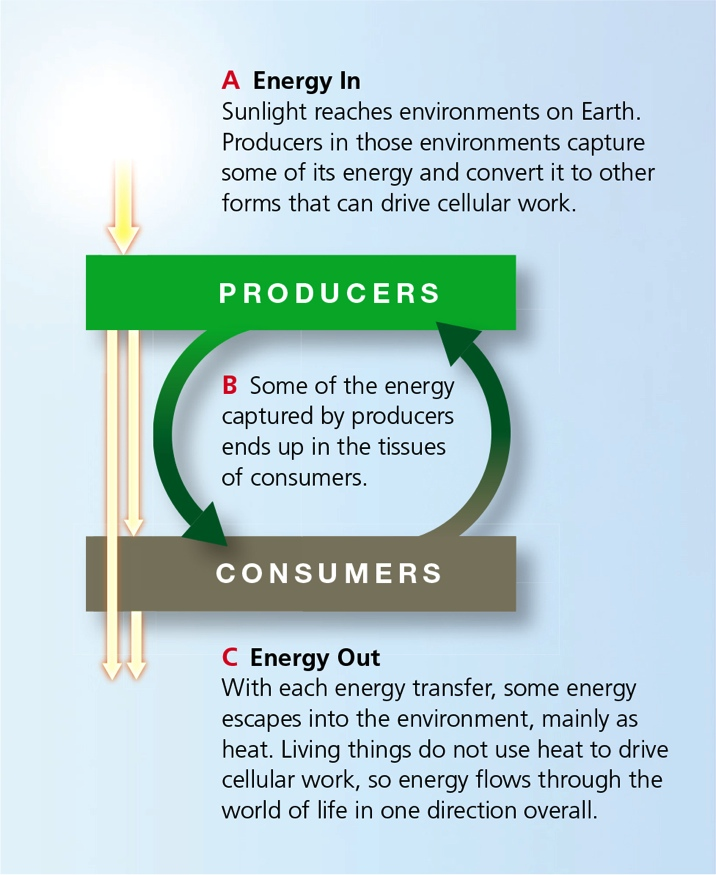 A Energy In
Sunlight reaches environments on Earth.
Producers in those environments capture
some of its energy and convert it to other
forms that can drive cellular work.
PRODUCERS
B Some of the energy
captured by producers
ends up in the tissues
of consumers.
CONSUMERS
C Energy Out
With each energy transfer, some energy
escapes into the environment, mainly as
heat. Living things do not use heat to drive
cellular work, so energy flows through the
world of life in one direction overall.